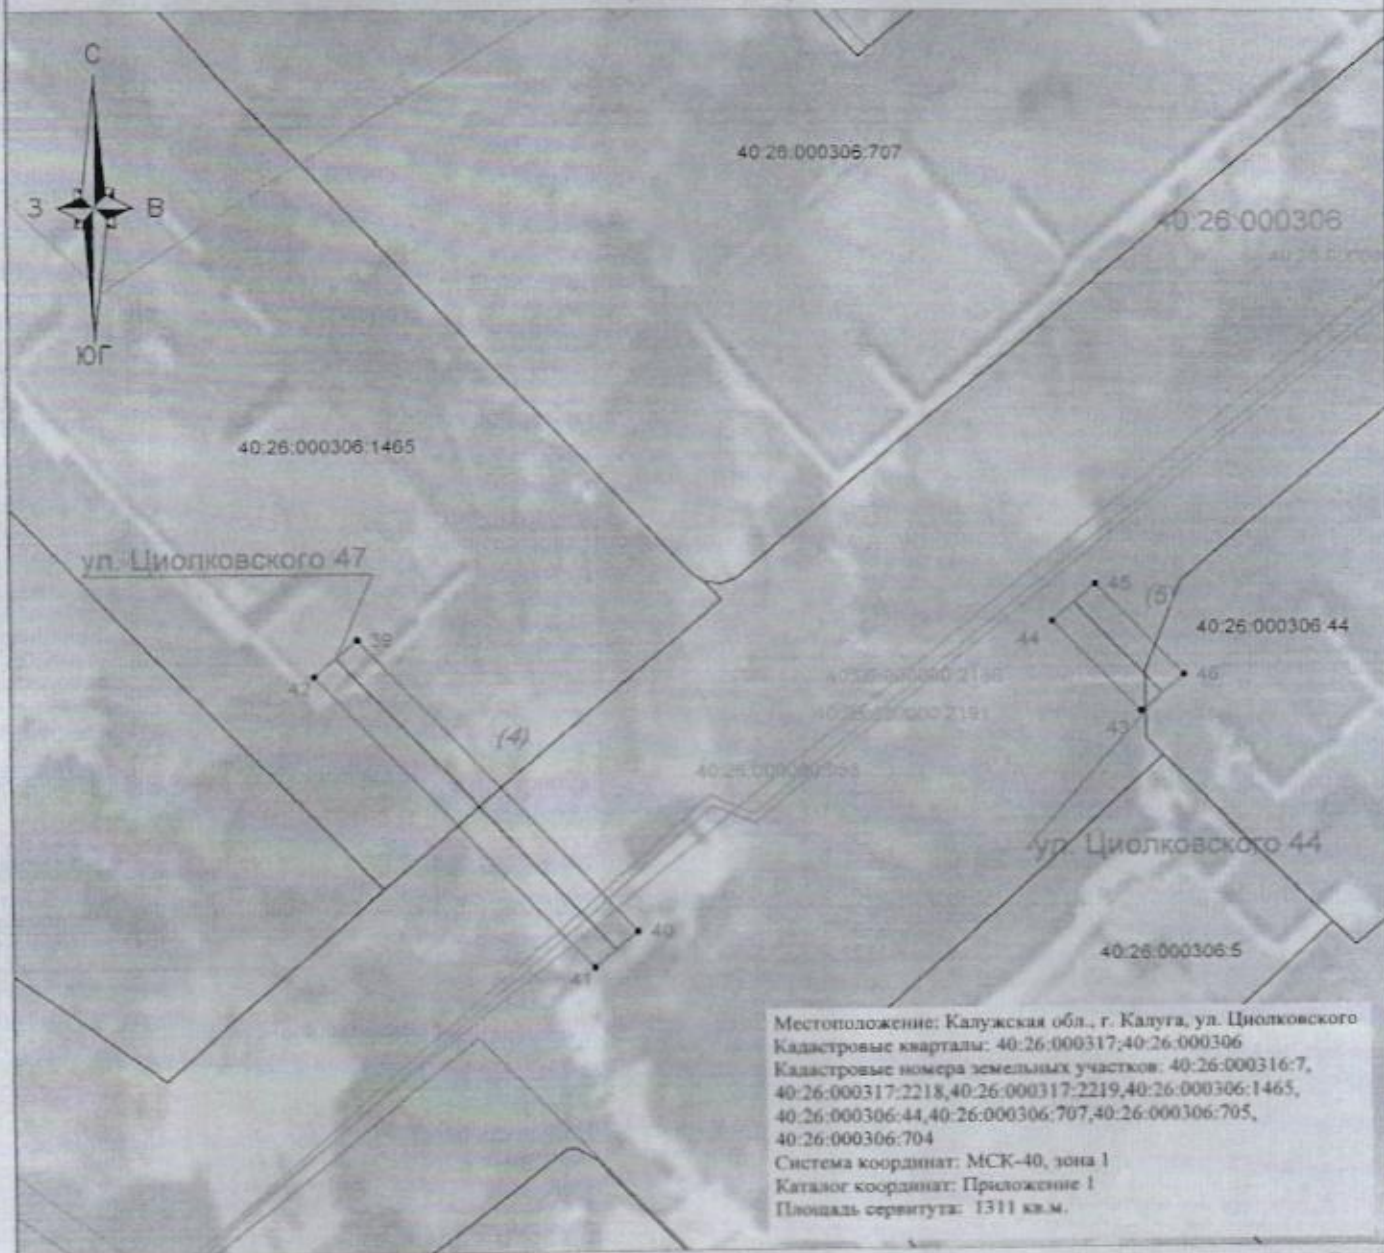 С
З
В
ЮГ
40:26:000306:707
40:26:000306
40:26:000306:1465
ул. Циолковского 47
39
42
(4)
45
(5)
44
40:26:000306:44
46
43
40
41
ул. Циолковского 44
40:26:000306:5
Местоположение: Калужская обл., г. Калуга, ул. Циолковского
Кадастровые кварталы: 40:26:000317;40:26:000306
Кадастровые номера земельных участков: 40:26:000316:7,
40:26:000317:2218,40:26:000317:2219,40:26:000306:1465,
40:26:000306:44,40:26:000306:707,40:26:000306:705,
40:26:000306:704
Система координат: МСК-40, зона 1
Каталог координат: Приложение 1
Площадь сервитута: 1311 кв.м.